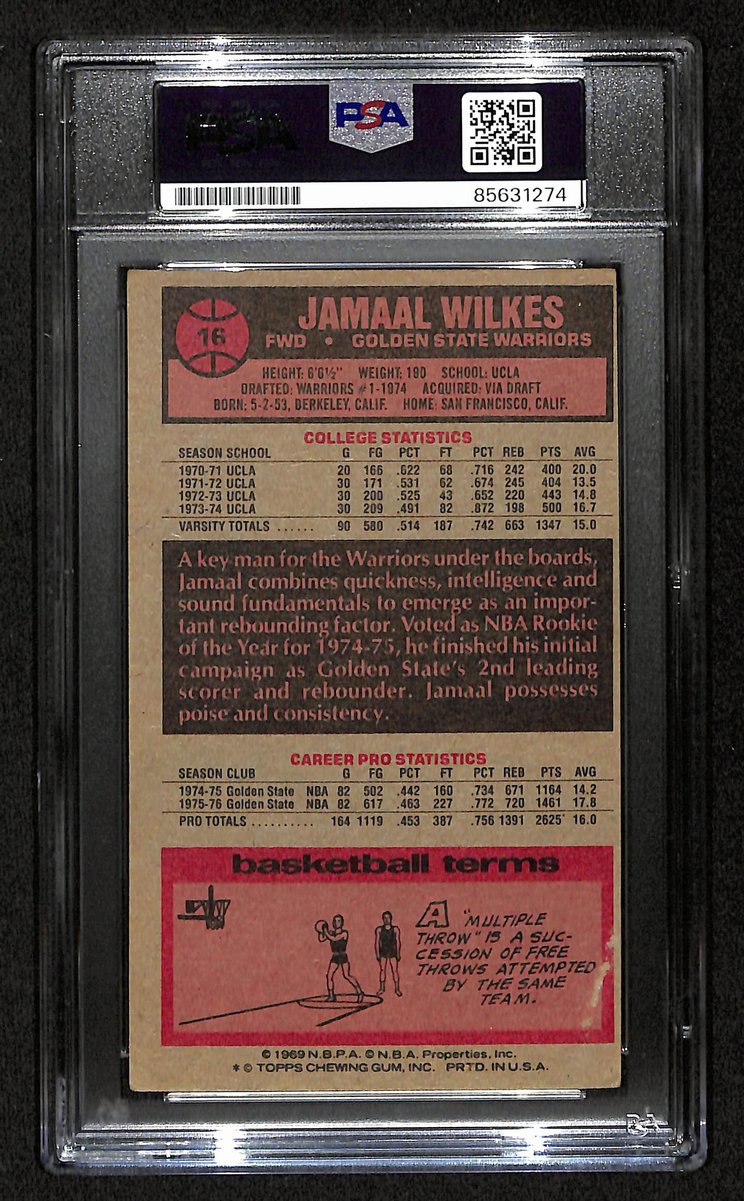 PSA
85631274
16
JAMAAL WILKES
FWD • GOLDEN STATE WARRIORS
HEIGHT: 6'6½" WEIGHT: 190 SCHOOL: UCLA
DRAFTED: WARRIORS #1-1974 ACQUIRED: VIA DRAFT
BORN: 5-2-53, BERKELEY, CALIF. HOME: SAN FRANCISCO, CALIF.
COLLEGE STATISTICS
SEASON SCHOOL G FG PCT FT PCT REB PTS AVG
1970-71 UCLA 20 166 .622 68 .716 242 400 20.0
1971-72 UCLA 30 171 .531 62 .674 245 404 13.5
1972-73 UCLA 30 200 .525 43 .652 220 443 14.8
1973-74 UCLA 30 209 .491 82 .872 198 500 16.7
VARSITY TOTALS ...... 90 580 .514 187 .742 663 1347 15.0
A key man for the Warriors under the boards,
Jamaal combines quickness, intelligence and
sound fundamentals to emerge as an impor-
tant rebounding factor. Voted as NBA Rookie
of the Year for 1974-75, he finished his initial
campaign as Golden State's 2nd leading
scorer and rebounder. Jamaal possesses
poise and consistency.
CAREER PRO STATISTICS
SEASON CLUB G FG PCT FT PCT REB PTS AVG
1974-75 Golden State NBA 82 502 .442 160 .734 671 1164 14.2
1975-76 Golden State NBA 82 617 .463 227 .772 720 1461 17.8
PRO TOTALS .......... 164 1119 .453 387 .756 1391 2625 16.0
basketball terms
A "MULTIPLE
THROW" IS A SUC-
CESSION OF FREE
THROWS ATTEMPTED
BY THE SAME
TEAM.
© 1969 N.B.P.A. © N.B.A. Properties, Inc.
* © TOPPS CHEWING GUM, INC. PRTD. IN U.S.A.